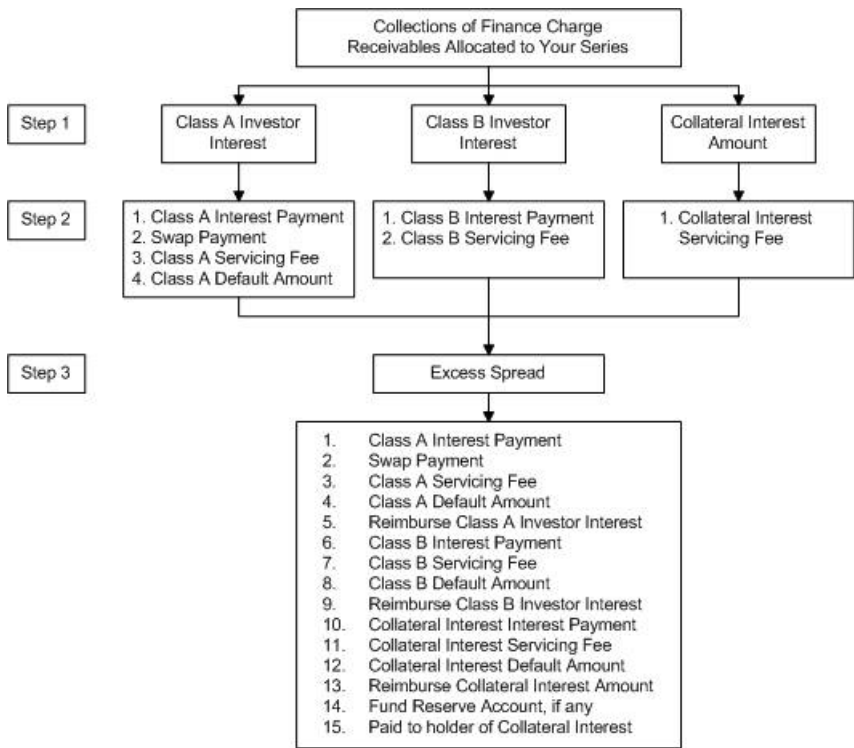 Collections of Finance Charge
Receivables Allocated to Your Series
Step 1
Class A Investor
Interest
Class B Investor
Interest
Collateral Interest
Amount
Step 2
1. Class A Interest Payment
2. Swap Payment
3. Class A Servicing Fee
4. Class A Default Amount
1. Class B Interest Payment
2. Class B Servicing Fee
1. Collateral Interest
Servicing Fee
Step 3
Excess Spread
1. Class A Interest Payment
2. Swap Payment
3. Class A Servicing Fee
4. Class A Default Amount
5. Reimburse Class A Investor Interest
6. Class B Interest Payment
7. Class B Servicing Fee
8. Class B Default Amount
9. Reimburse Class B Investor Interest
10. Collateral Interest Interest Payment
11. Collateral Interest Servicing Fee
12. Collateral Interest Default Amount
13. Reimburse Collateral Interest Amount
14. Fund Reserve Account, if any
15. Paid to holder of Collateral Interest